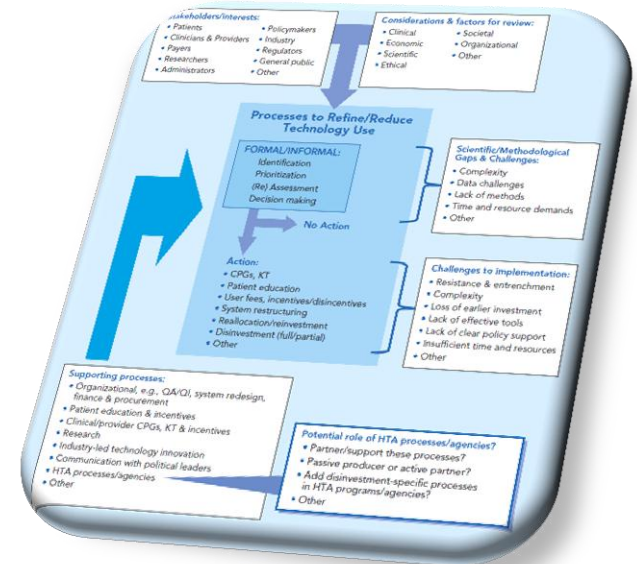 takeholders/interests:
• Patients
• Clinicians & Providers
Payers
Researchers
Administrators
• Policymakers
• Industry
• Regulators
• General public
• Other
Considerations & factors for review:
• Clinical
• Economic
• Scientific
• Ethical
• Societal
• Organizational
• Other
Processes to Refine/Reduce
Technology Use
FORMAL/INFORMAL:
Identification
Prioritization
(Re) Assessment
Decision making
No Action
Action:
• CPGs, KT
• Patient education
• User fees, incentives/disincentives
• System restructuring
• Reallocation/reinvestment
• Disinvestment (full/partial)
• Other
Scientific/Methodological
Gaps & Challenges:
• Complexity
• Data challenges
• Lack of methods
• Time and resource demands
• Other
Challenges to implementation:
• Resistance & entrenchment
• Complexity
• Loss of earlier investment
• Lack of effective tools
• Lack of clear policy support
• Insufficient time and resources
• Other
Supporting processes:
• Organizational, e.g., QA/QI, system redesign,
finance & procurement
• Patient education & incentives
• Clinical/provider CPGs, KT & incentives
• Research
• Industry-led technology innovation
• Communication with political leaders
• HTA processes/agencies
• Other
Potential role of HTA processes/agencies?
• Partner/support these processes?
• Passive producer or active partner?
• Add disinvestment-specific processes
in HTA programs/agencies?
• Other